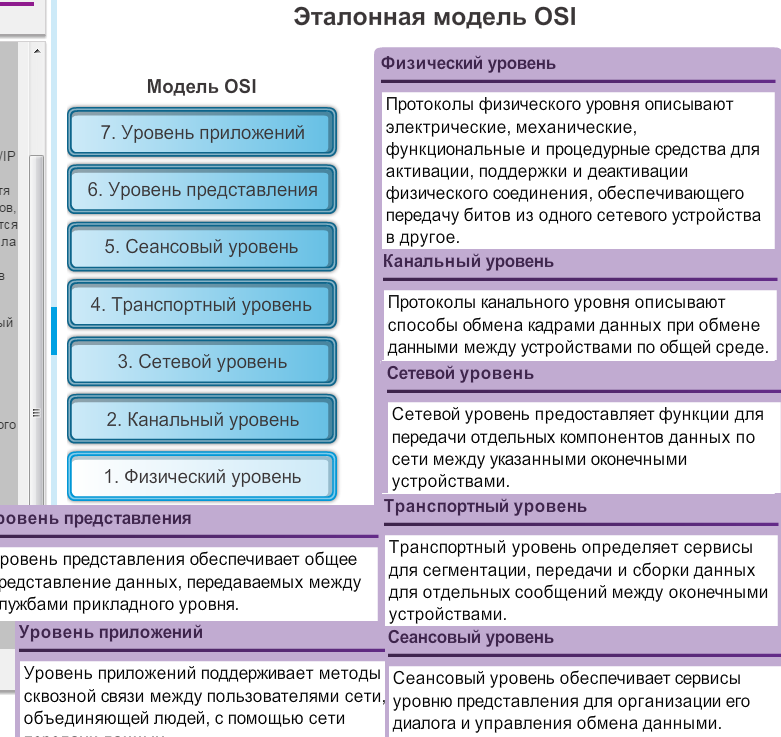 Эталонная модель OSI
Модель OSI
7. Уровень приложений
6. Уровень представления
5. Сеансовый уровень
4. Транспортный уровень
3. Сетевой уровень
2. Канальный уровень
1. Физический уровень
Физический уровень
Протоколы физического уровня описывают
электрические, механические,
функциональные и процедурные средства для
активации, поддержки и деактивации
физического соединения, обеспечивающего
передачу битов из одного сетевого устройства
в другое.
Канальный уровень
Протоколы канального уровня описывают
способы обмена кадрами данных при обмене
данными между устройствами по общей среде.
Сетевой уровень
Сетевой уровень предоставляет функции для
передачи отдельных компонентов данных по
сети между указанными оконечными
устройствами.
Транспортный уровень
Транспортный уровень определяет сервисы
для сегментации, передачи и сборки данных
для отдельных сообщений между оконечными
устройствами.
Сеансовый уровень
Сеансовый уровень обеспечивает сервисы
уровню представления для организации его
диалога и управления обмена данными.
ровень представления
ровень представления обеспечивает общее
редставление данных, передаваемых между
лужбами прикладного уровня.
Уровень приложений
Уровень приложений поддерживает методы
сквозной связи между пользователями сети,
объединяющей людей, с помощью сети
/IP
тя
ов,
тся
ла
в
ый
ого